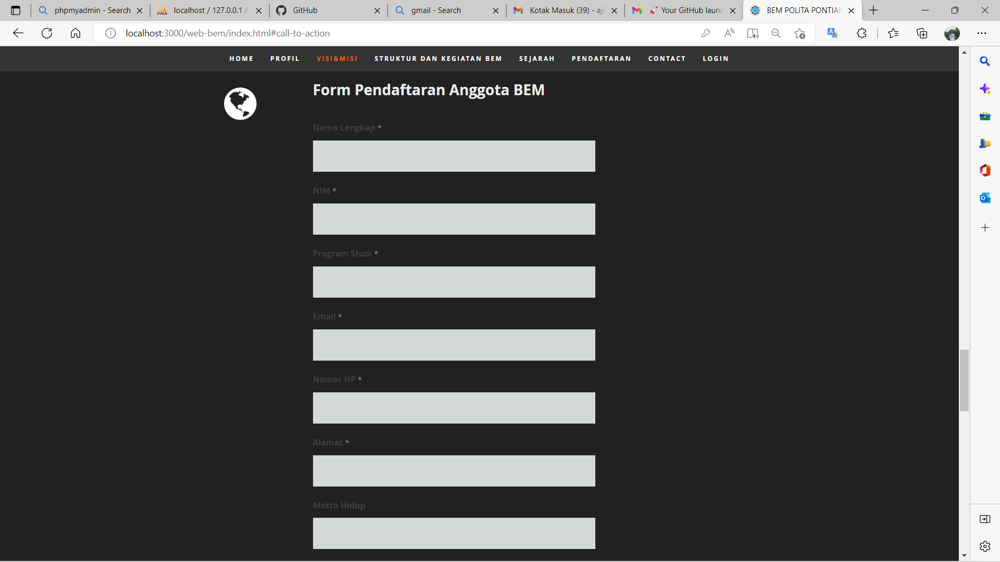 phpmyadmin - Search
localhost / 127.0.0.1 /
GitHub
gmail - Search
Kotak Masuk (39) - aji
🚀 Your GitHub launc
BEM POLITA PONTIAN
localhost:3000/web-bem/index.html#call-to-action
HOME
PROFIL
VISI&MISI
STRUKTUR DAN KEGIATAN BEM
SEJARAH
PENDAFTARAN
CONTACT
LOGIN
Form Pendaftaran Anggota BEM
Nama Lengkap *
NIM *
Program Studi *
Email *
Nomor HP *
Alamat *
Motto Hidup